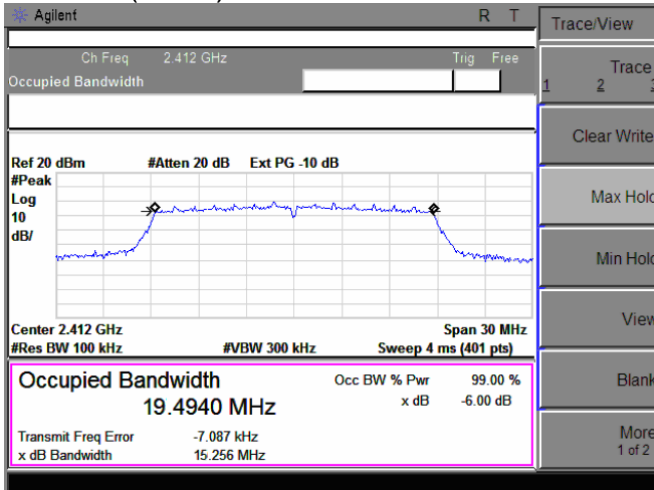 Agilent R T
Trace/View
Ch Freq 2.412 GHz Trig Free
Occupied Bandwidth
Trace
1 2
Clear Write
Ref 20 dBm #Atten 20 dB Ext PG -10 dB
#Peak
Log
10
dB/
Max Hold
Min Hold
View
Center 2.412 GHz Span 30 MHz
#Res BW 100 kHz #VBW 300 kHz Sweep 4 ms (401 pts)
Occupied Bandwidth Occ BW % Pwr 99.00 %
19.4940 MHz x dB -6.00 dB
Transmit Freq Error -7.087 kHz
x dB Bandwidth 15.256 MHz
Blank
More
1 of 2